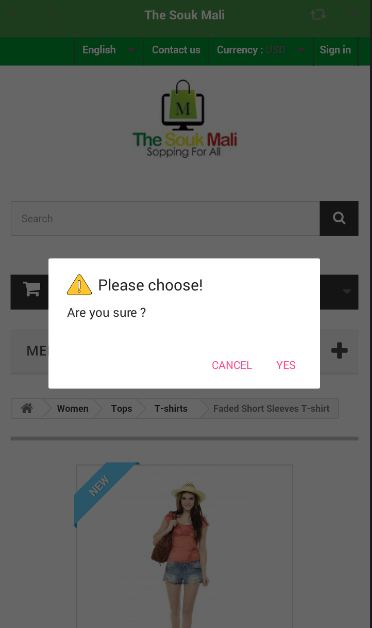 The Souk Mali
English
Contact us
Currency : USD
Sign in
M
The Souk Mali
Sopping For All
Search
Please choose!
Are you sure ?
CANCEL
YES
ME
Women
Tops
T-shirts
Faded Short Sleeves T-shirt
NEW